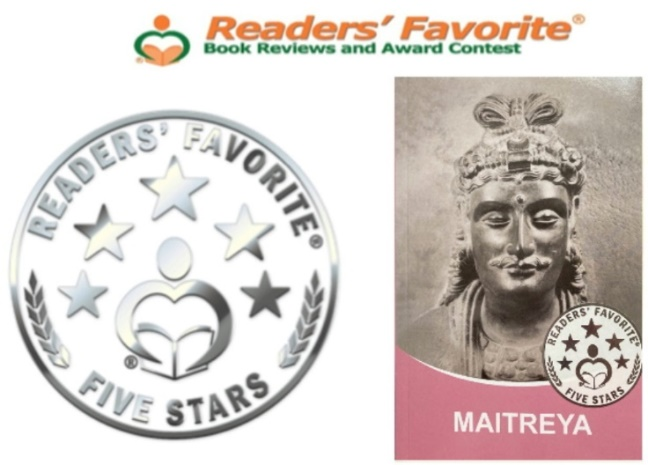 Readers' Favorite®
Book Reviews and Award Contest
READERS' FAVORITE®
®
FIVE STARS
READERS' FAVORITE®
FIVE STARS
MAITREYA